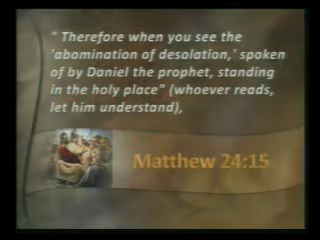 " Therefore when you see the
'abomination of desolation,' spoken
of by Daniel the prophet, standing
in the holy place" (whoever reads,
let him understand),
Matthew 24:15